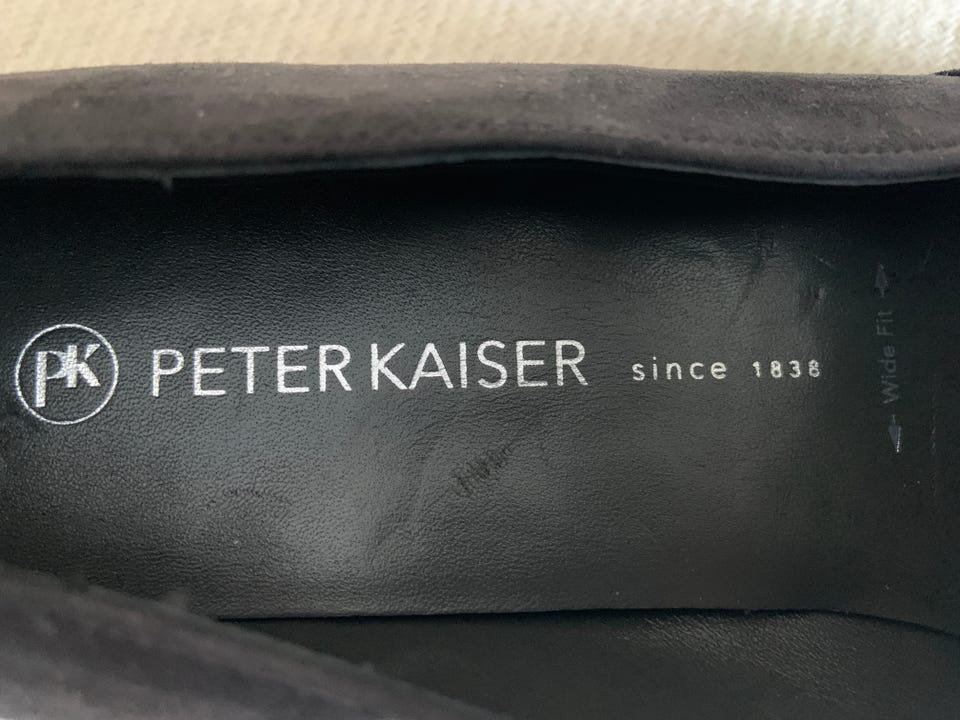 PK PETER KAISER since 1838
Wide Fit